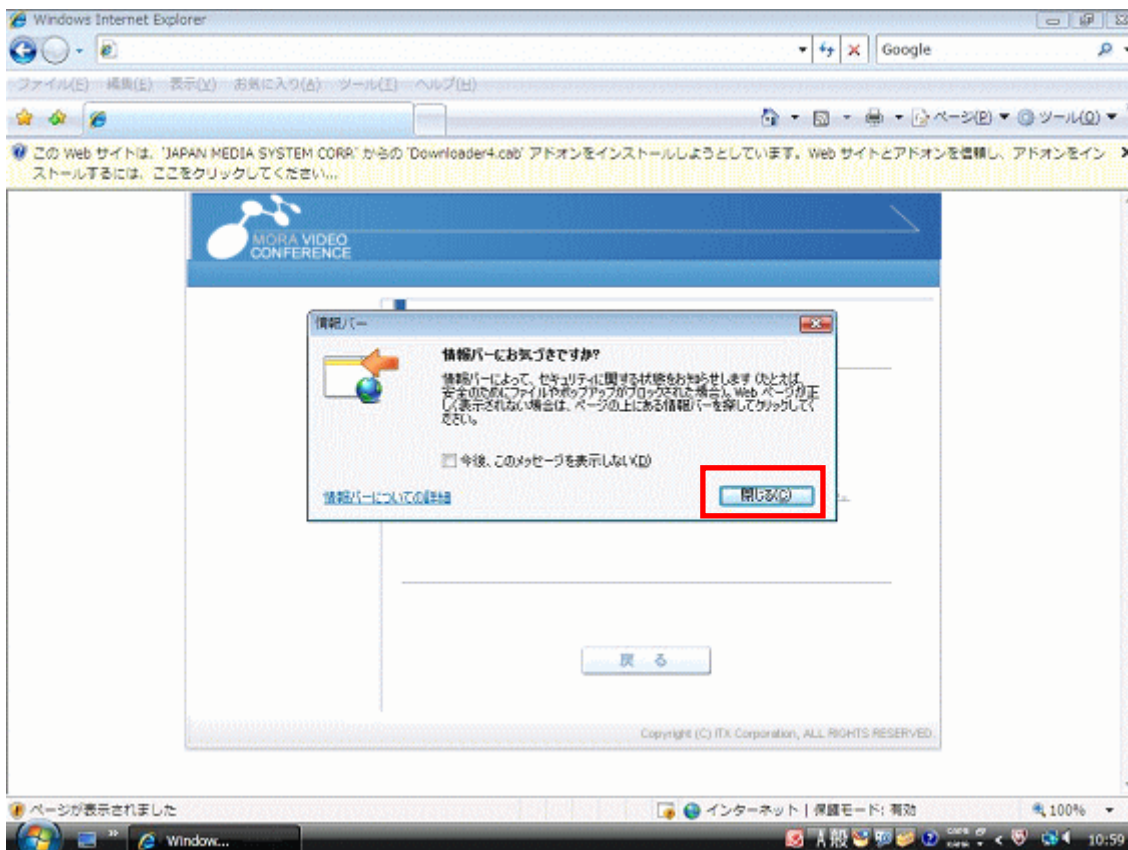 Windows Internet Explorer
Google
ファイル(F) 編集(E) 表示(V) お気に入り(A) ツール(T) ヘルプ(H)
ページ(P) ツール(O)
この Web サイトは、'JAPAN MEDIA SYSTEM CORP.' からの 'Downloader4.cab' アドオンをインストールしようとしています。Web サイトとアドオンを信頼し、アドオンをイン
ストールするには、ここをクリックしてください...
MORA VIDEO
CONFERENCE
情報バー
情報バーにお気づきですか?
情報バーによって、セキュリティに関する状態をお知らせします (たとえば、
安全のためにファイルやポップアップがブロックされた場合)。Web ページが正
しく表示されない場合は、ページの上にある情報バーを探してクリックしてく
ださい。
今後、このメッセージを表示しない(D)
情報バーについての詳細
閉じる(C)
戻 る
Copyright (C) ITX Corporation, ALL RIGHTS RESERVED.
ページが表示されました
インターネット | 保護モード: 有効
100%
Window...
A 般
CAPS
KANA
10:59